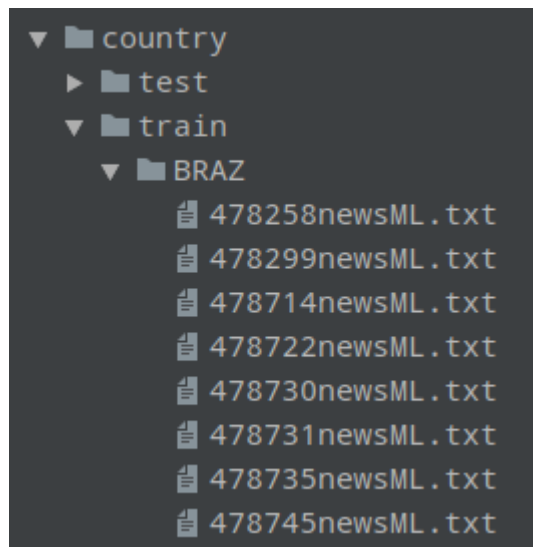 country
test
train
BRAZ
478258newsML.txt
478299newsML.txt
478714newsML.txt
478722newsML.txt
478730newsML.txt
478731newsML.txt
478735newsML.txt
478745newsML.txt